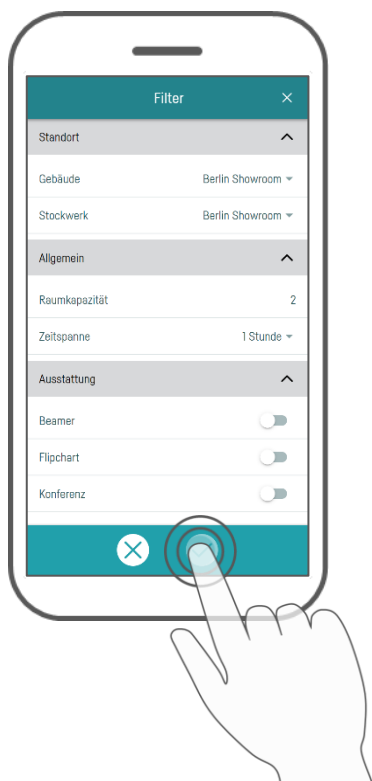 Filter
Standort
Gebäude Berlin Showroom
Stockwerk Berlin Showroom
Allgemein
Raumkapazität 2
Zeitspanne 1 Stunde
Ausstattung
Beamer
Flipchart
Konferenz